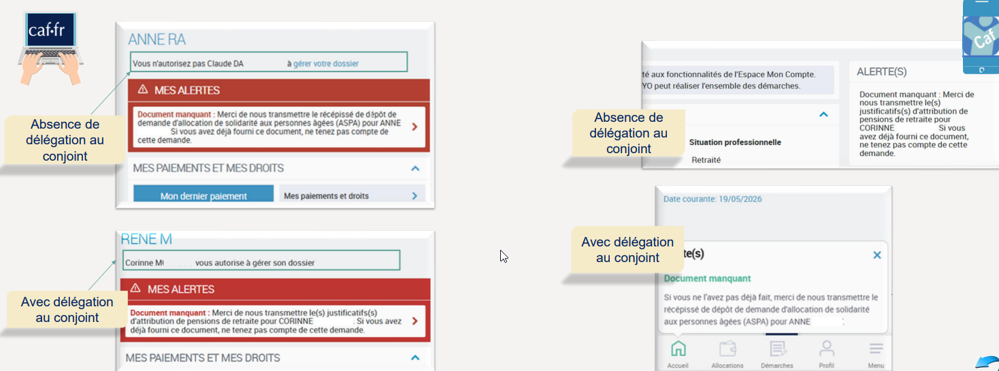 caf.fr
ANNE RA
Vous n'autorisez pas Claude DA à gérer votre dossier
MES ALERTES
Document manquant : Merci de nous transmettre le récépissé de dépôt de
demande d'allocation de solidarité aux personnes âgées (ASPA) pour ANNE
Si vous avez déjà fourni ce document, ne tenez pas compte de
cette demande.
MES PAIEMENTS ET MES DROITS
Mon dernier paiement
Mes paiements et droits
Absence de
délégation au
conjoint
RENE M
Corinne M vous autorise à gérer son dossier
MES ALERTES
Document manquant : Merci de nous transmettre le(s) justificatifs(s)
d'attribution de pensions de retraite pour CORINNE . Si vous avez
déjà fourni ce document, ne tenez pas compte de cette demande.
MES PAIEMENTS ET MES DROITS
Avec délégation
au conjoint
Caf
té aux fonctionnalités de l'Espace Mon Compte.
YO peut réaliser l'ensemble des démarches.
Situation professionnelle
Retraité
ALERTE(S)
Document manquant : Merci de
nous transmettre le(s)
justificatifs(s) d'attribution de
pensions de retraite pour
CORINNE Si vous
avez déjà fourni ce document,
ne tenez pas compte de cette
demande.
Absence de
délégation au
conjoint
Date courante: 19/05/2026
te(s)
Document manquant
Si vous ne l'avez pas déjà fait, merci de nous transmettre le
récépissé de dépôt de demande d'allocation de solidarité
aux personnes âgées (ASPA) pour ANNE .
Accueil
Allocations
Démarches
Profil
Menu
Avec délégation
au conjoint